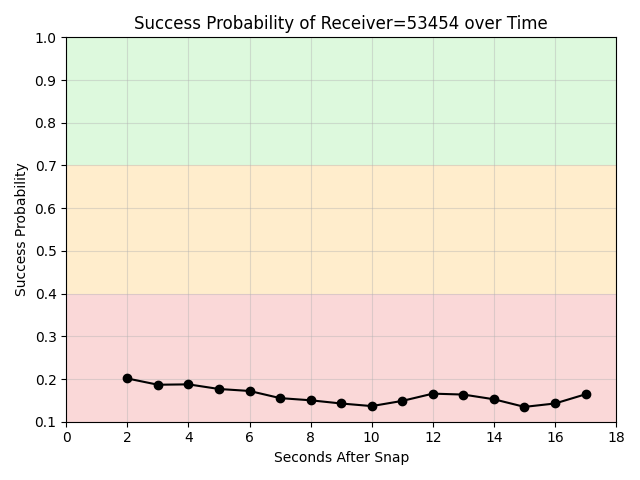 Success Probability of Receiver=53454 over Time
1.0
0.9
0.8
0.7
0.6
0.5
0.4
0.3
0.2
0.1
Success Probability
0 2 4 6 8 10 12 14 16 18
Seconds After Snap